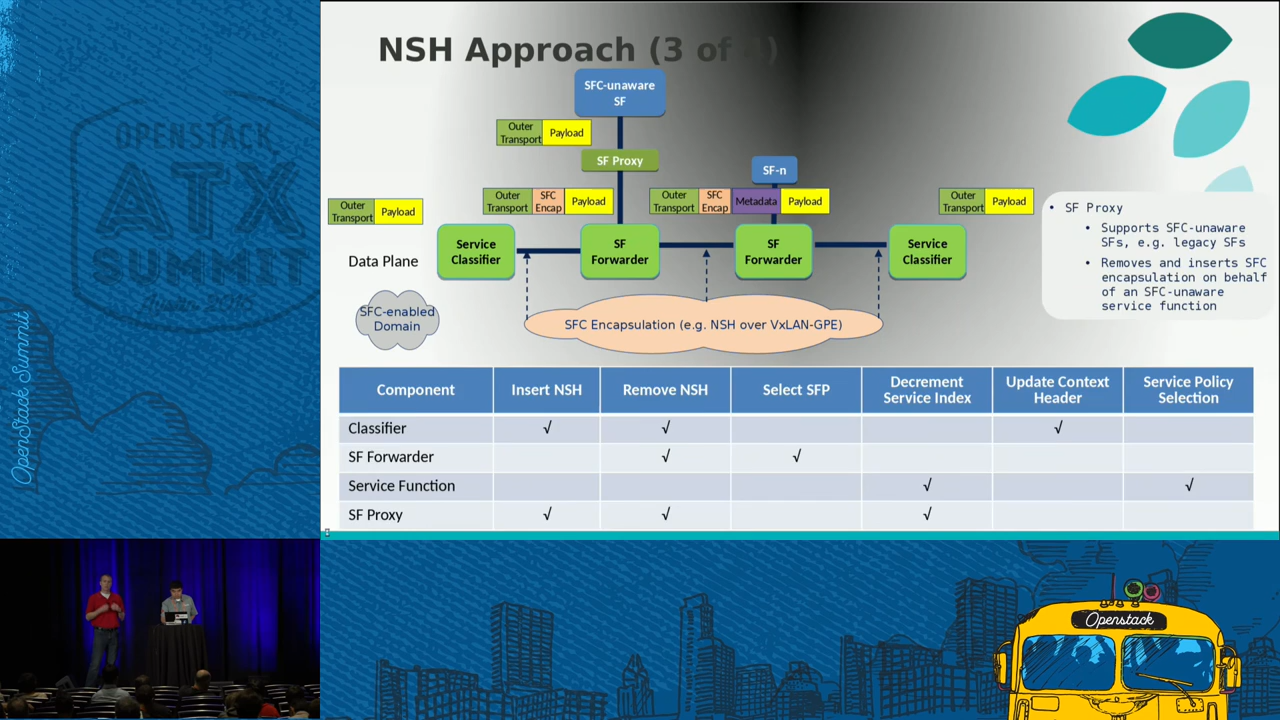 OPENSTACK
ATX
SUMMIT
Austin 2016
OpenStack Summit
NSH Approach (3 of 4)
SFC-unaware
SF
Outer
Transport
Payload
SF Proxy
SF-n
Outer
Transport
Payload
Outer
Transport
SFC
Encap
Payload
Outer
Transport
SFC
Encap
Metadata
Payload
Outer
Transport
Payload
Service
Classifier
SF
Forwarder
SF
Forwarder
Service
Classifier
Data Plane
SFC-enabled
Domain
SFC Encapsulation (e.g. NSH over VxLAN-GPE)
• SF Proxy
• Supports SFC-unaware
SFs, e.g. legacy SFs
• Removes and inserts SFC
encapsulation on behalf
of an SFC-unaware
service function
Component Insert NSH Remove NSH Select SFP Decrement Service Index Update Context Header Service Policy Selection
Classifier √ √ √
SF Forwarder √ √
Service Function √ √
SF Proxy √ √ √
Openstack